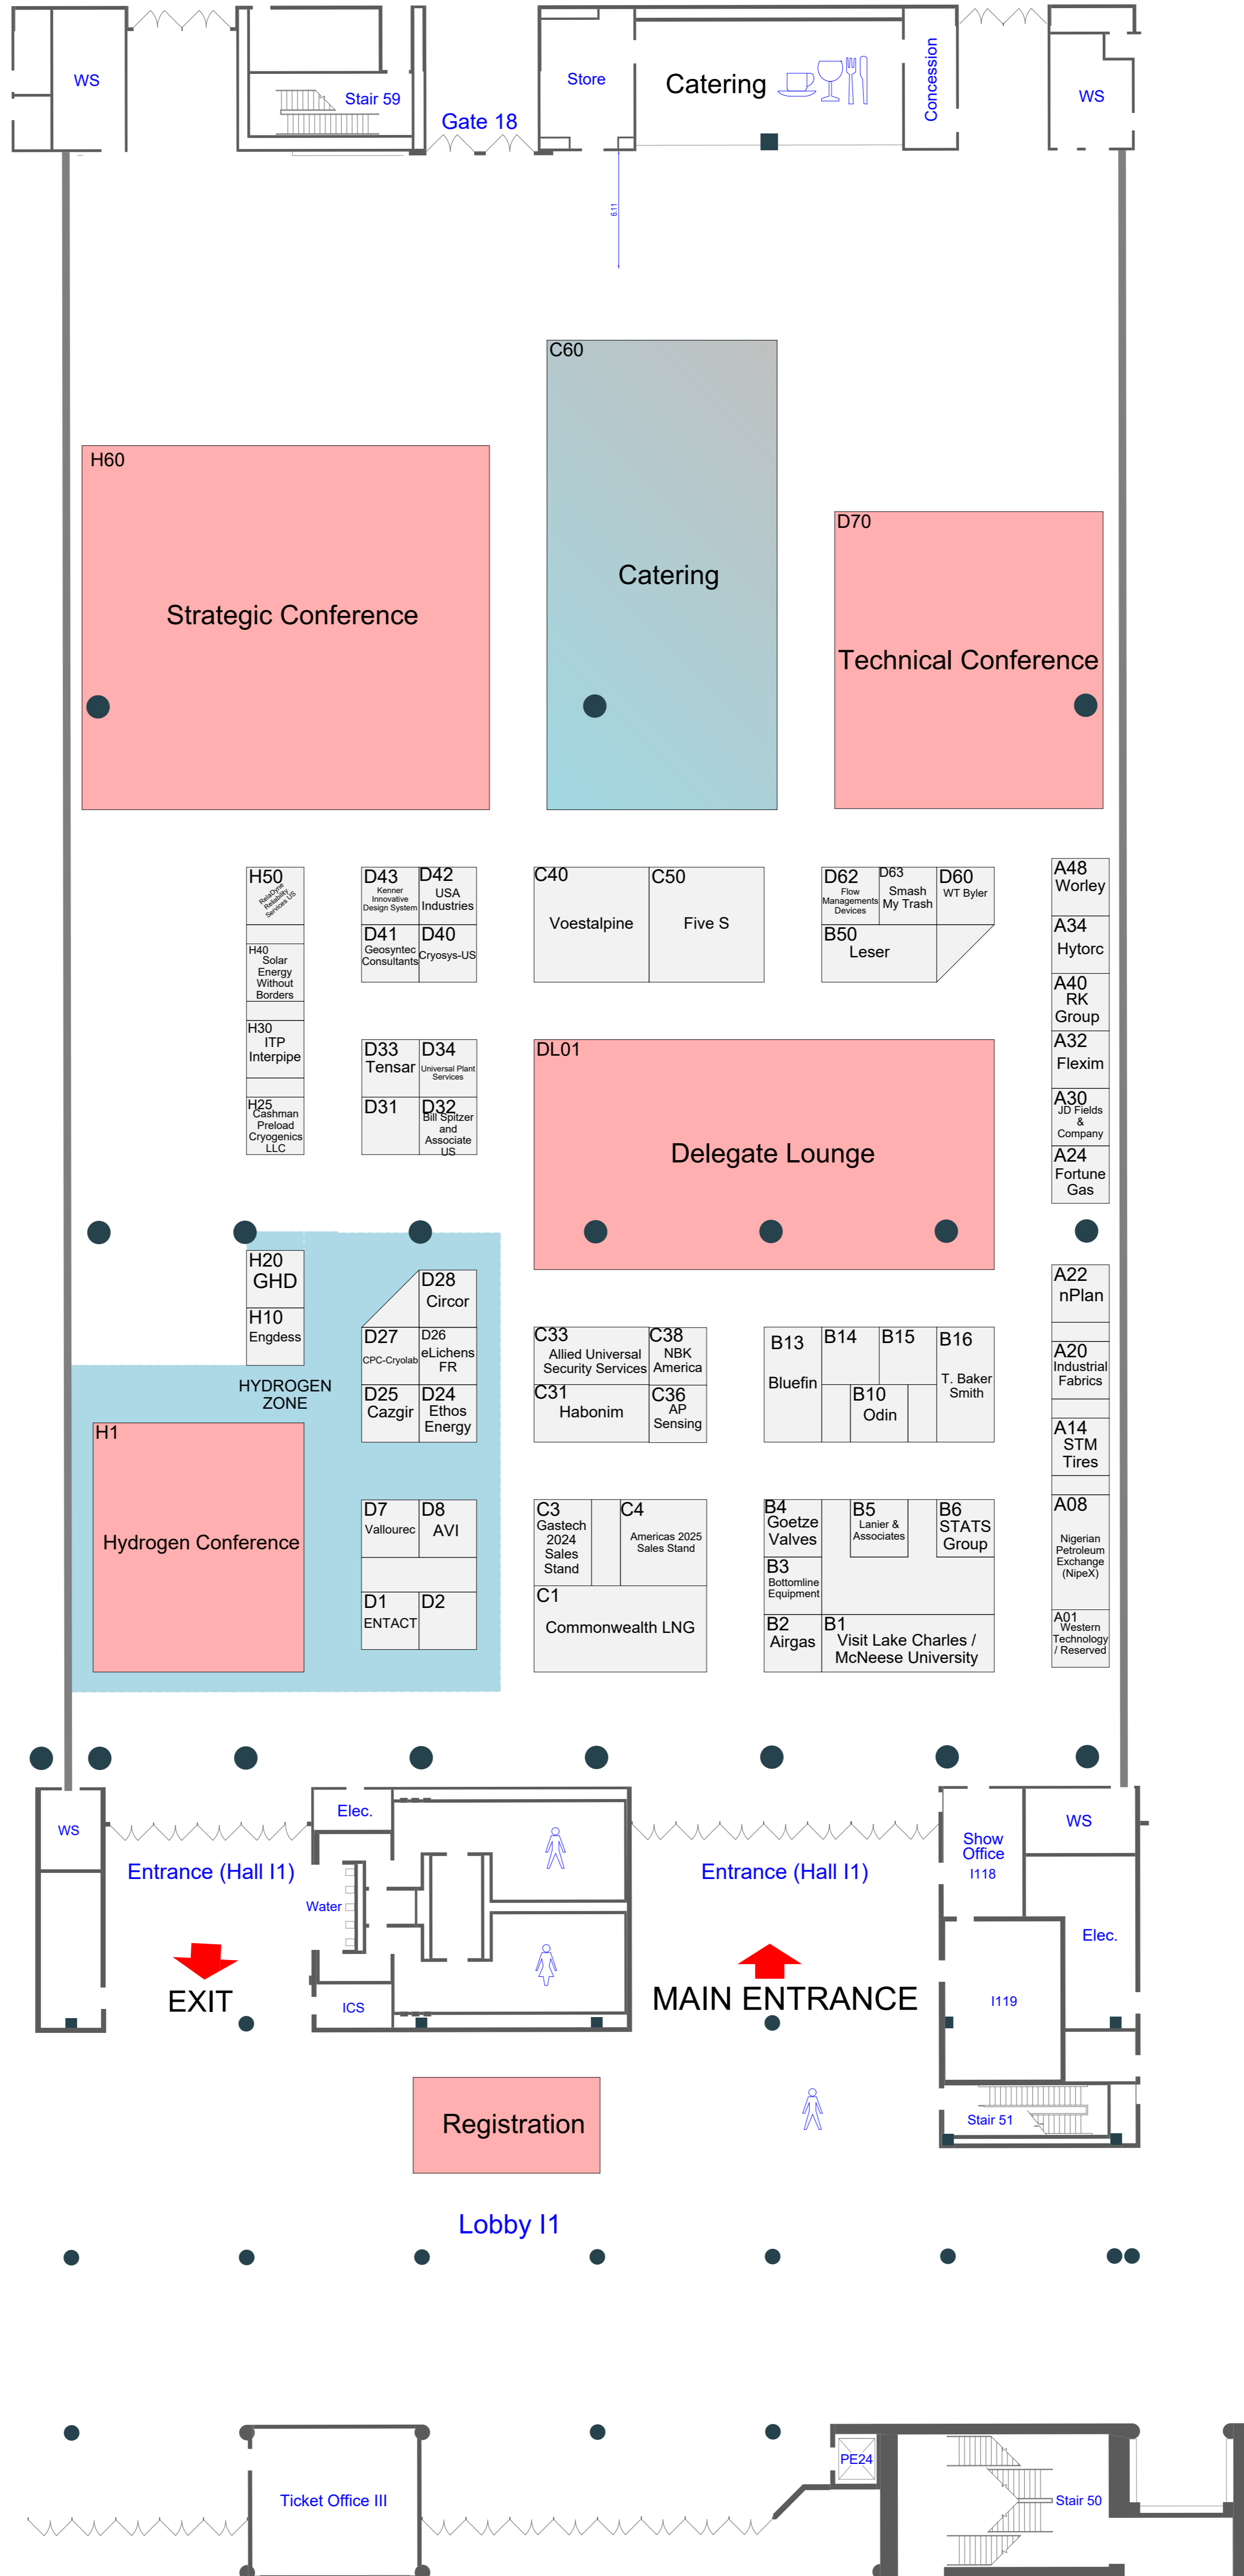 WS
Stair 59
Gate 18
Store
Catering
Concession
WS
6.11
C60
Catering
H60
Strategic Conference
D70
Technical Conference
H50
RelaDyne
Reliability
Services US
H40
Solar
Energy
Without
Borders
H30
ITP
Interpipe
H25
Cashman
Preload
Cryogenics
LLC
D43
Kenner
Innovative
Design System
D42
USA
Industries
D41
Geosyntec
Consultants
D40
Cryosys-US
D33
Tensar
D34
Universal Plant
Services
D31
D32
Bill Spitzer
and
Associate
US
C40
Voestalpine
C50
Five S
D62
Flow
Managements
Devices
D63
Smash
My Trash
D60
WT Byler
B50
Leser
A48
Worley
A34
Hytorc
A40
RK
Group
A32
Flexim
A30
JD Fields
&
Company
A24
Fortune
Gas
DL01
Delegate Lounge
H20
GHD
H10
Engdess
HYDROGEN
ZONE
D28
Circor
D27
CPC-Cryolab
D26
eLichens
FR
D25
Cazgir
D24
Ethos
Energy
C33
Allied Universal
Security Services
C38
NBK
America
C31
Habonim
C36
AP
Sensing
B13
Bluefin
B14
B15
B16
T. Baker
Smith
B10
Odin
A22
nPlan
A20
Industrial
Fabrics
A14
STM
Tires
A08
Nigerian
Petroleum
Exchange
(NipeX)
A01
Western
Technology
/ Reserved
H1
Hydrogen Conference
D7
Vallourec
D8
AVI
D1
ENTACT
D2
C3
Gastech
2024
Sales
Stand
C4
Americas 2025
Sales Stand
C1
Commonwealth LNG
B4
Goetze
Valves
B5
Lanier &
Associates
B6
STATS
Group
B3
Bottomline
Equipment
B2
Airgas
B1
Visit Lake Charles /
McNeese University
WS
Entrance (Hall I1)
EXIT
Elec.
Water
ICS
Entrance (Hall I1)
MAIN ENTRANCE
Show
Office
I118
WS
Elec.
I119
Stair 51
Registration
Lobby I1
Ticket Office III
PE24
Stair 50